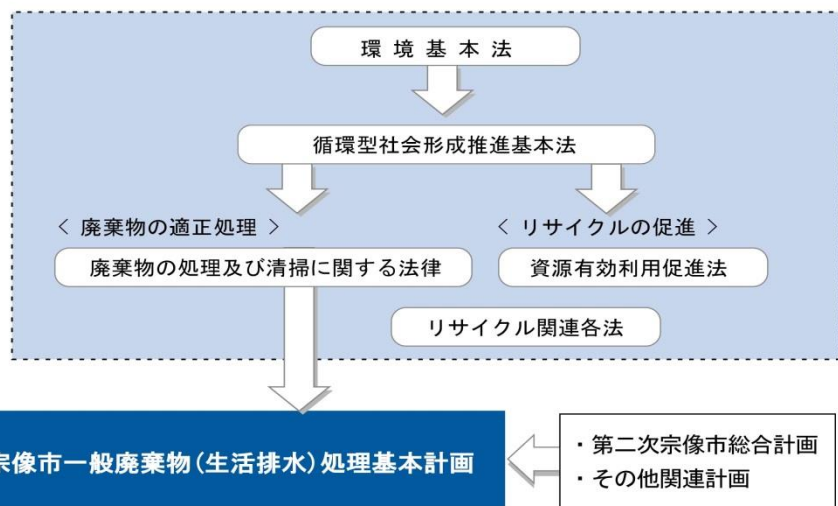 環境基本法
循環型社会形成推進基本法
〈 廃棄物の適正処理 〉
〈 リサイクルの促進 〉
廃棄物の処理及び清掃に関する法律
資源有効利用促進法
リサイクル関連各法
宗像市一般廃棄物(生活排水)処理基本計画
・第二次宗像市総合計画
・その他関連計画